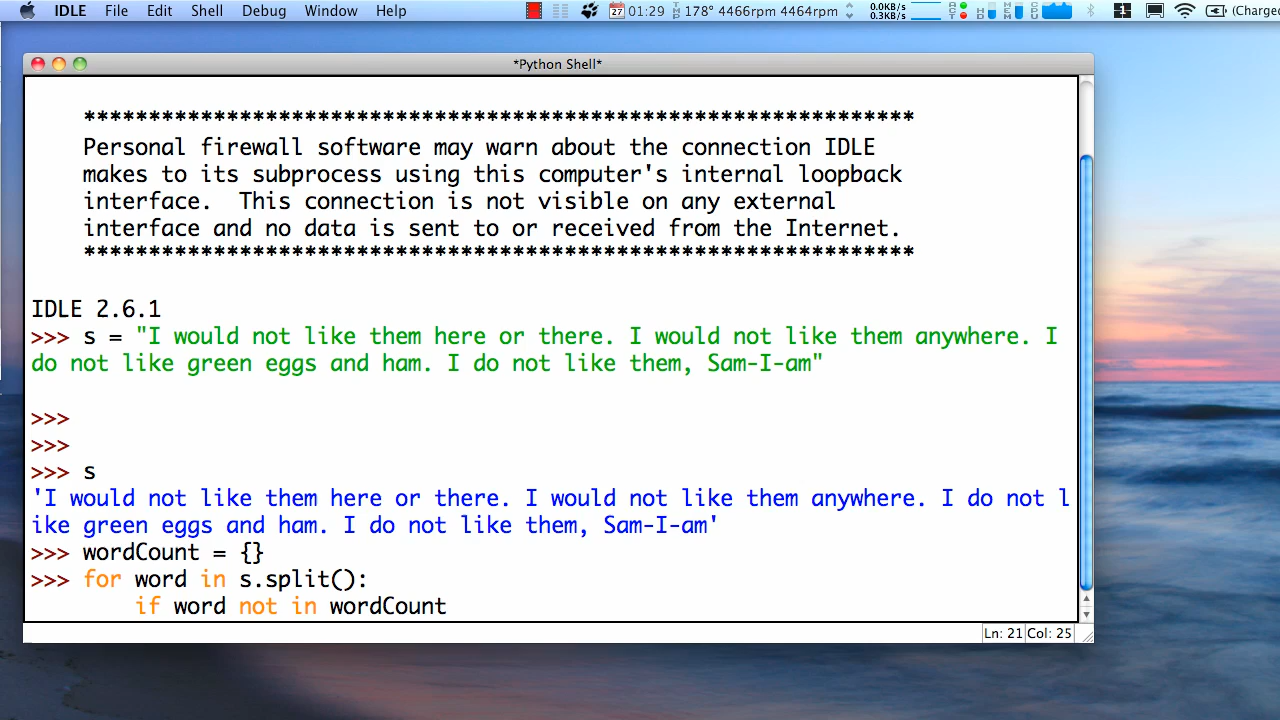 IDLE File Edit Shell Debug Window Help 27 01:29 178° 4466rpm 4464rpm 0.0KB/s 0.3KB/s 1 (Charged
*Python Shell*
****************************************************************
Personal firewall software may warn about the connection IDLE
makes to its subprocess using this computer's internal loopback
interface.  This connection is not visible on any external
interface and no data is sent to or received from the Internet.
****************************************************************
IDLE 2.6.1
>>> s = "I would not like them here or there. I would not like them anywhere. I
do not like green eggs and ham. I do not like them, Sam-I-am"
>>>
>>>
>>> s
'I would not like them here or there. I would not like them anywhere. I do not l
ike green eggs and ham. I do not like them, Sam-I-am'
>>> wordCount = {}
>>> for word in s.split():
        if word not in wordCount
Ln: 21 Col: 25